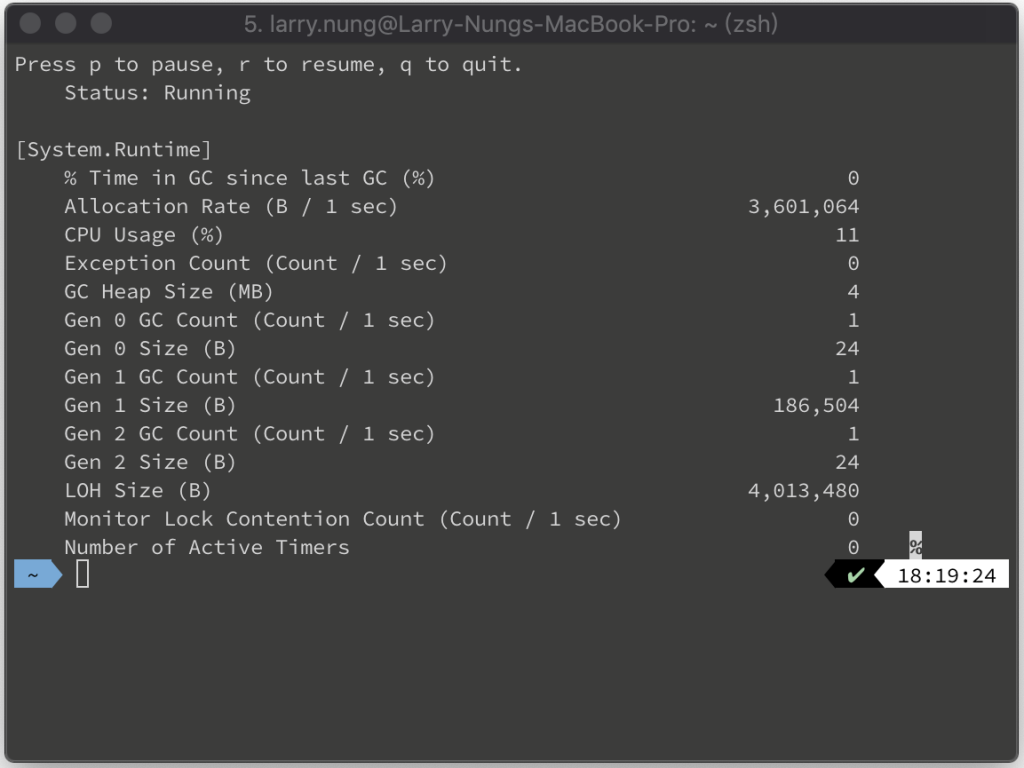 5. larry.nung@Larry-Nungs-MacBook-Pro: ~ (zsh)
Press p to pause, r to resume, q to quit.
Status: Running
[System.Runtime]
% Time in GC since last GC (%) 0
Allocation Rate (B / 1 sec) 3,601,064
CPU Usage (%) 11
Exception Count (Count / 1 sec) 0
GC Heap Size (MB) 4
Gen 0 GC Count (Count / 1 sec) 1
Gen 0 Size (B) 24
Gen 1 GC Count (Count / 1 sec) 1
Gen 1 Size (B) 186,504
Gen 2 GC Count (Count / 1 sec) 1
Gen 2 Size (B) 24
LOH Size (B) 4,013,480
Monitor Lock Contention Count (Count / 1 sec) 0
Number of Active Timers 0 %
~ ✔ 18:19:24